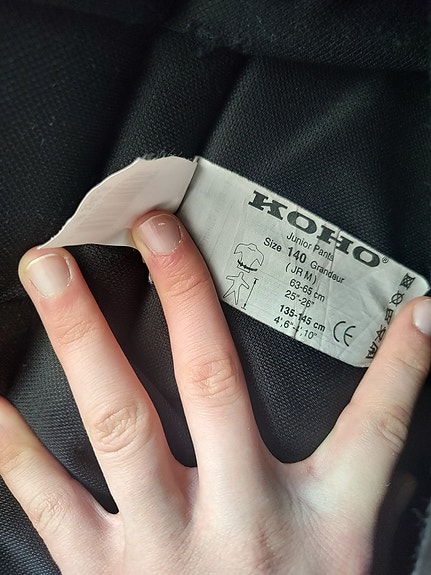 KOHO®
Junior Pants
Size 140 Grandeur
(JR M)
63-65 cm
25"-26"
135-145 cm
4',6"-4',10"
CE